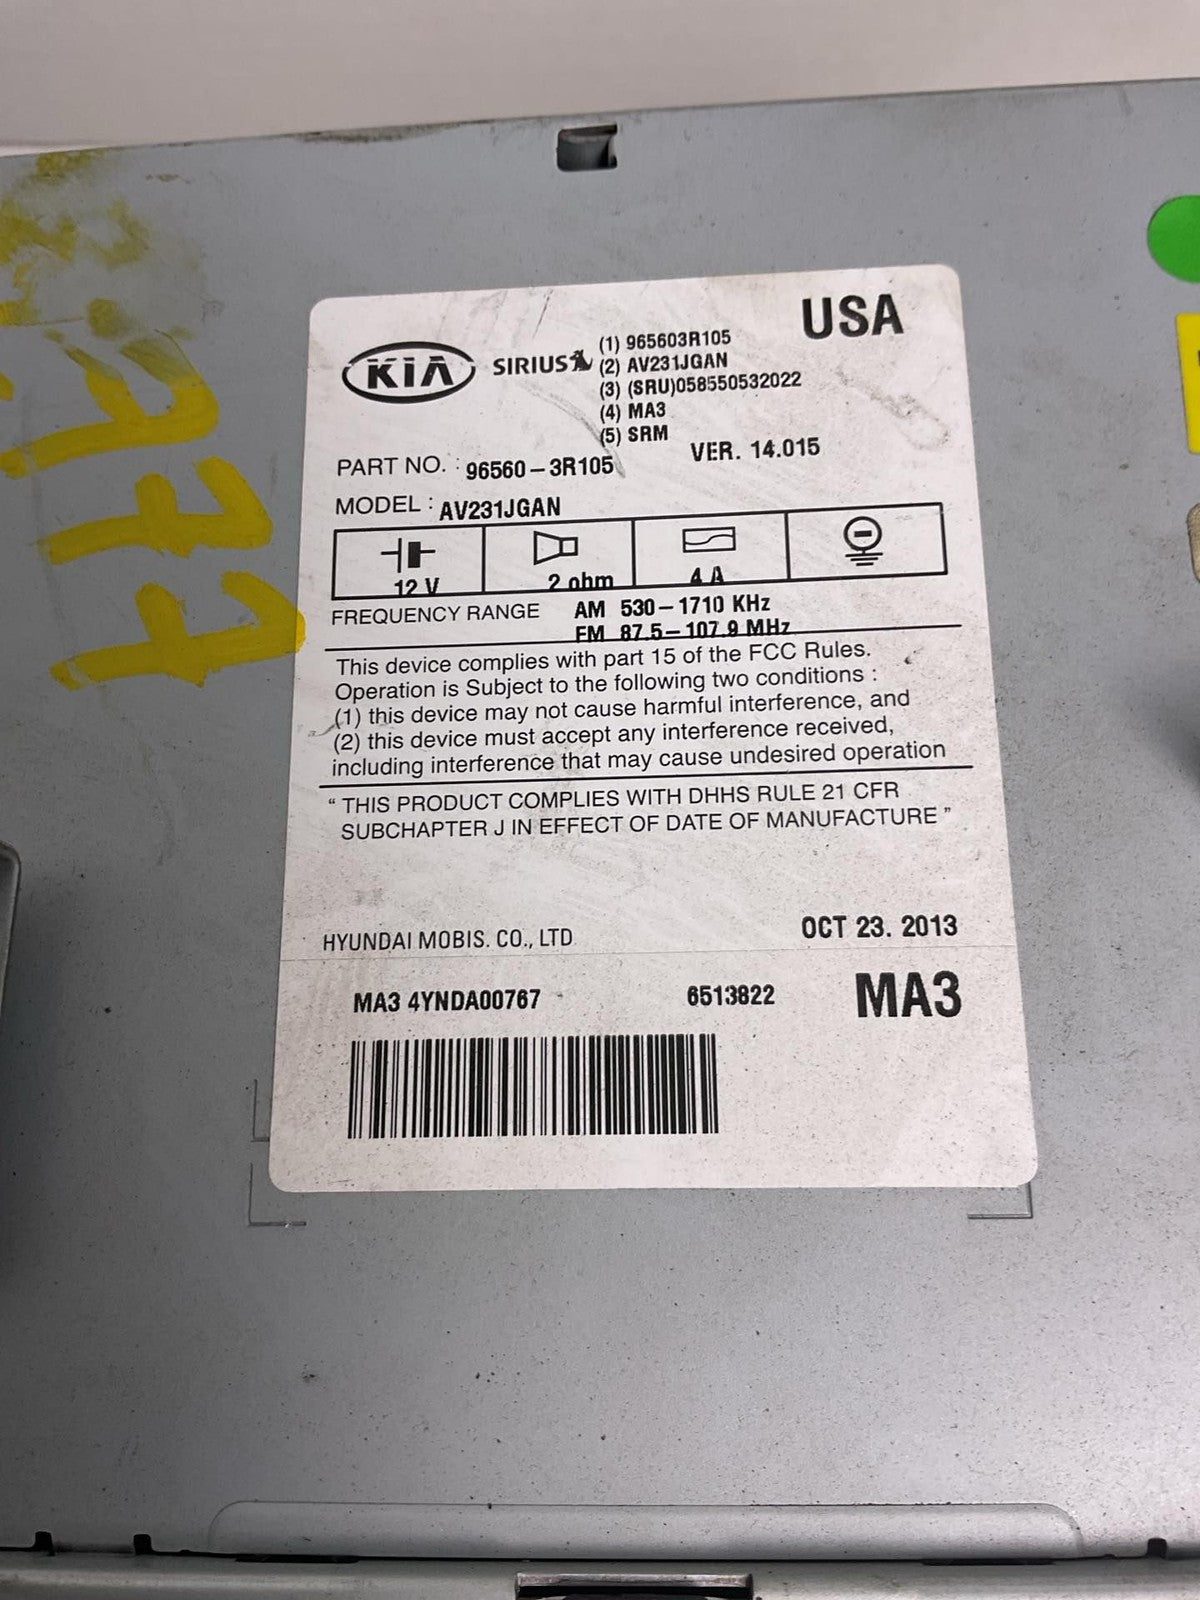 USA
KIA
SIRIUS
(1) 965603R105
(2) AV231JGAN
(3) (SRU)058550532022
(4) MA3
(5) SRM
VER. 14.015
PART NO. : 96560-3R105
MODEL : AV231JGAN
12 V
2 ohm
4 A
FREQUENCY RANGE AM 530-1710 KHz
FM 87.5-107.9 MHz
This device complies with part 15 of the FCC Rules.
Operation is Subject to the following two conditions :
(1) this device may not cause harmful interference, and
(2) this device must accept any interference received,
including interference that may cause undesired operation
“ THIS PRODUCT COMPLIES WITH DHHS RULE 21 CFR
SUBCHAPTER J IN EFFECT OF DATE OF MANUFACTURE ”
HYUNDAI MOBIS. CO., LTD
OCT 23. 2013
MA3 4YNDA00767
6513822
MA3